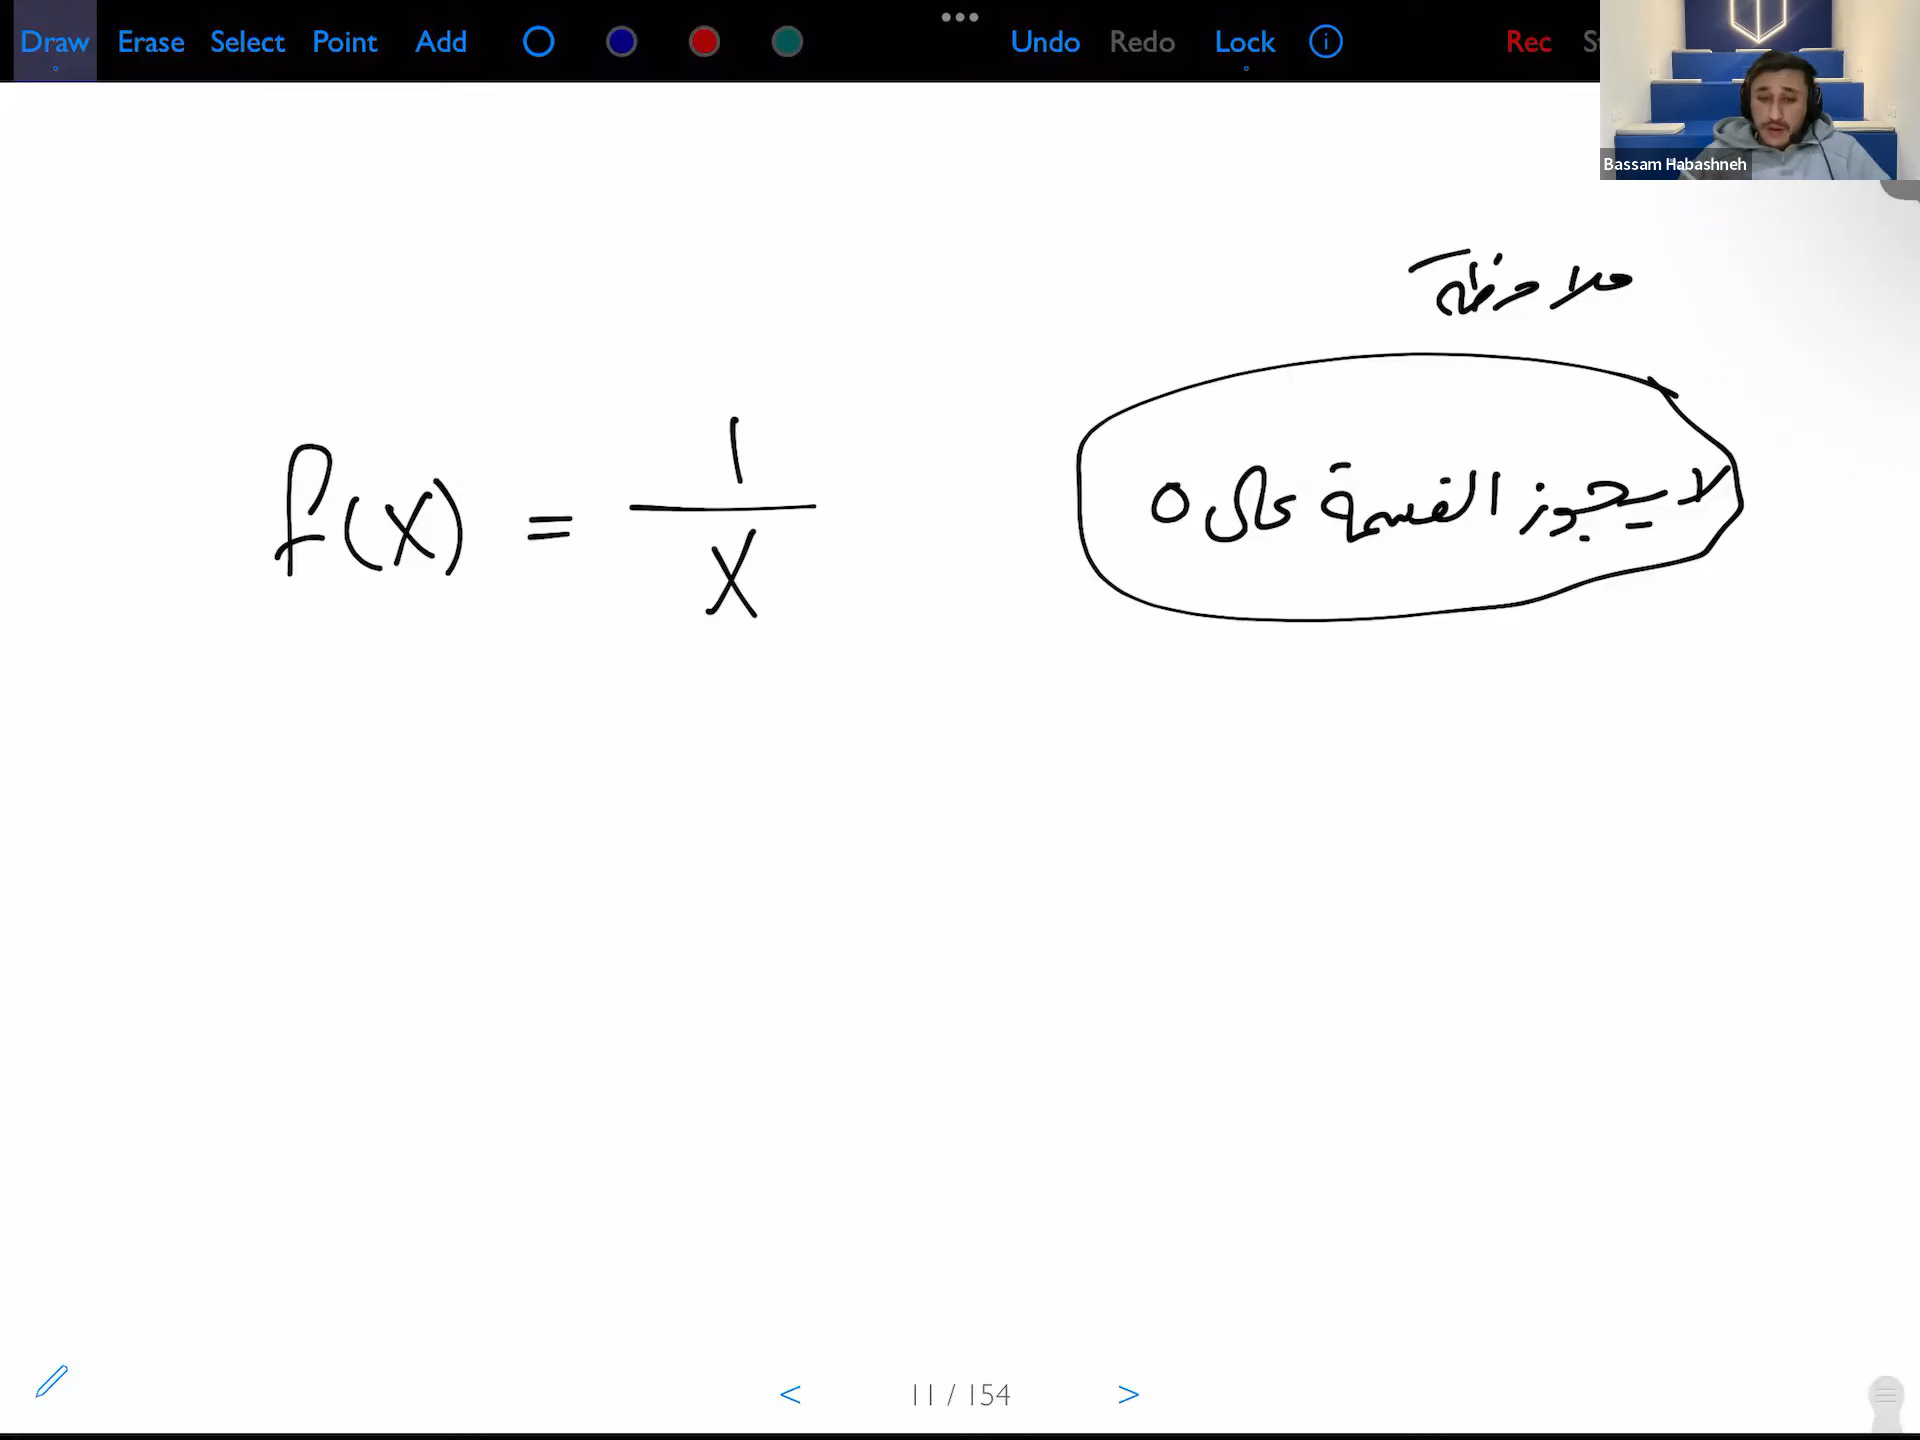 Draw Erase Select Point Add Undo Redo Lock Rec
Bassam Habashneh
ملاحظة
لا يجوز القسمة على 0
f(x) = 1/x
< 11 / 154 >